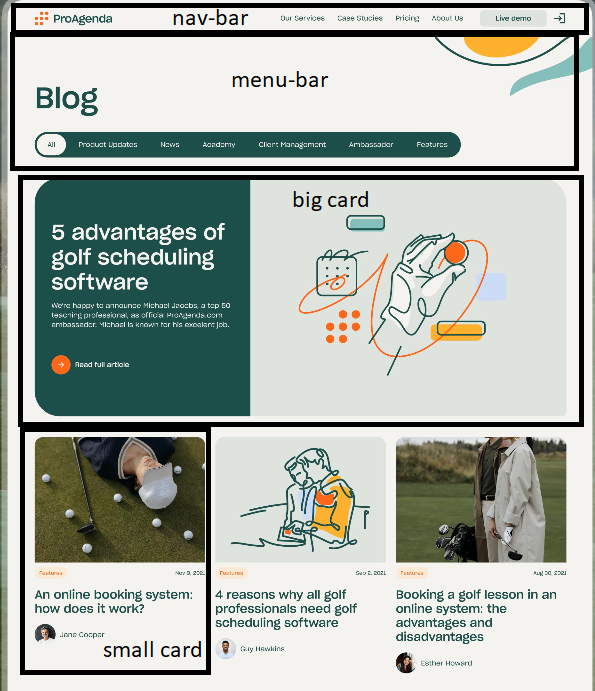 nav-bar
ProAgenda
Our Services Case Studies Pricing About Us Live demo
menu-bar
Blog
All Product Updates News Academy Client Management Ambassador Features
big card
5 advantages of
golf scheduling
software
We're happy to announce Michael Jacobs, a top 50
teaching professional, as official ProAgenda.com
ambassador. Michael is known for his excelent job.
Read full article
Features Nov 9, 2021
An online booking system:
how does it work?
Jane Cooper
small card
Features Sep 2, 2021
4 reasons why all golf
professionals need golf
scheduling software
Guy Hawkins
Features Aug 30, 2021
Booking a golf lesson in an
online system: the
advantages and
disadvantages
Esther Howard